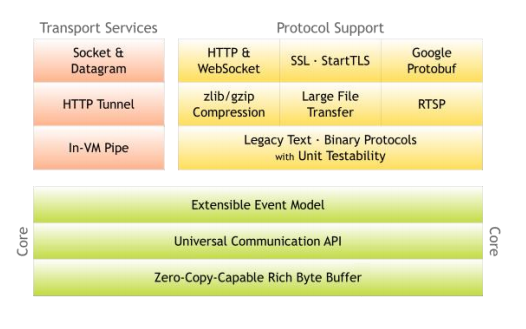 Transport Services
Protocol Support
Socket &
Datagram
HTTP &
WebSocket
SSL · StartTLS
Google
Protobuf
HTTP Tunnel
zlib/gzip
Compression
Large File
Transfer
RTSP
In-VM Pipe
Legacy Text · Binary Protocols
with Unit Testability
Core
Extensible Event Model
Universal Communication API
Zero-Copy-Capable Rich Byte Buffer
Core